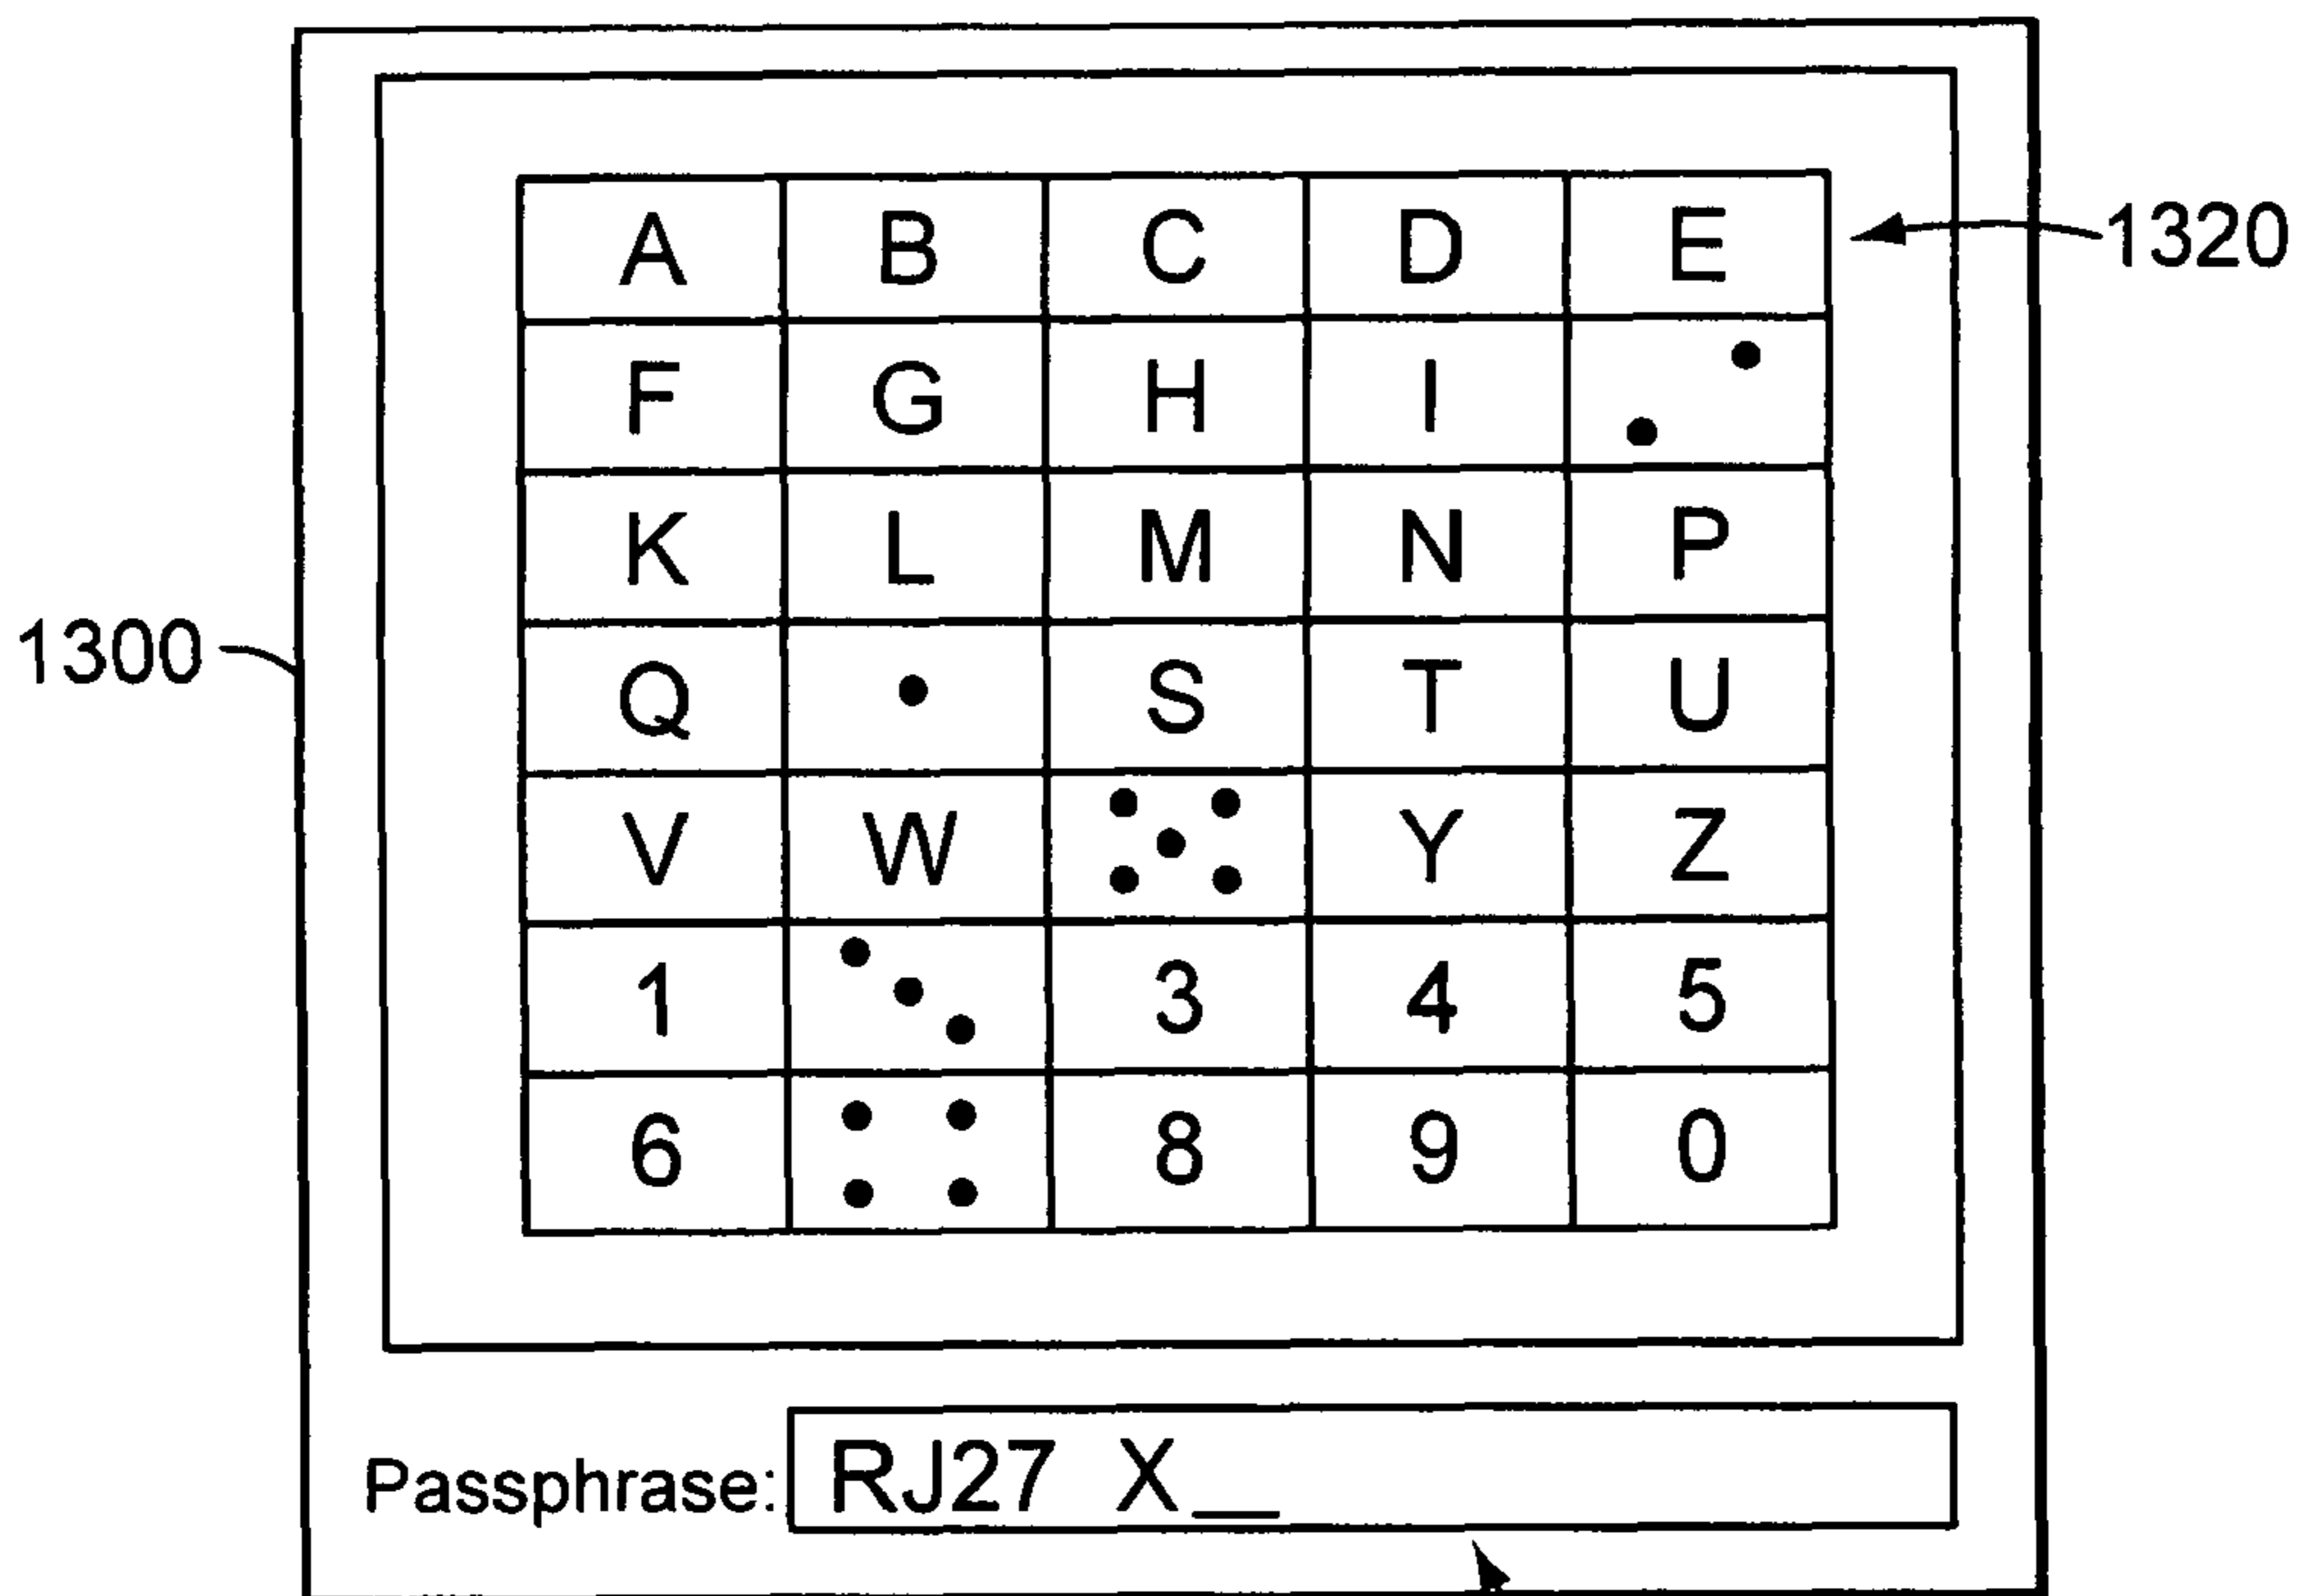 A B C D E
1320
F G H I
K L M N P
1300
Q • S T U
V W Y Z
1 3 4 5
6 8 9 0
Passphrase: RJ27 X__